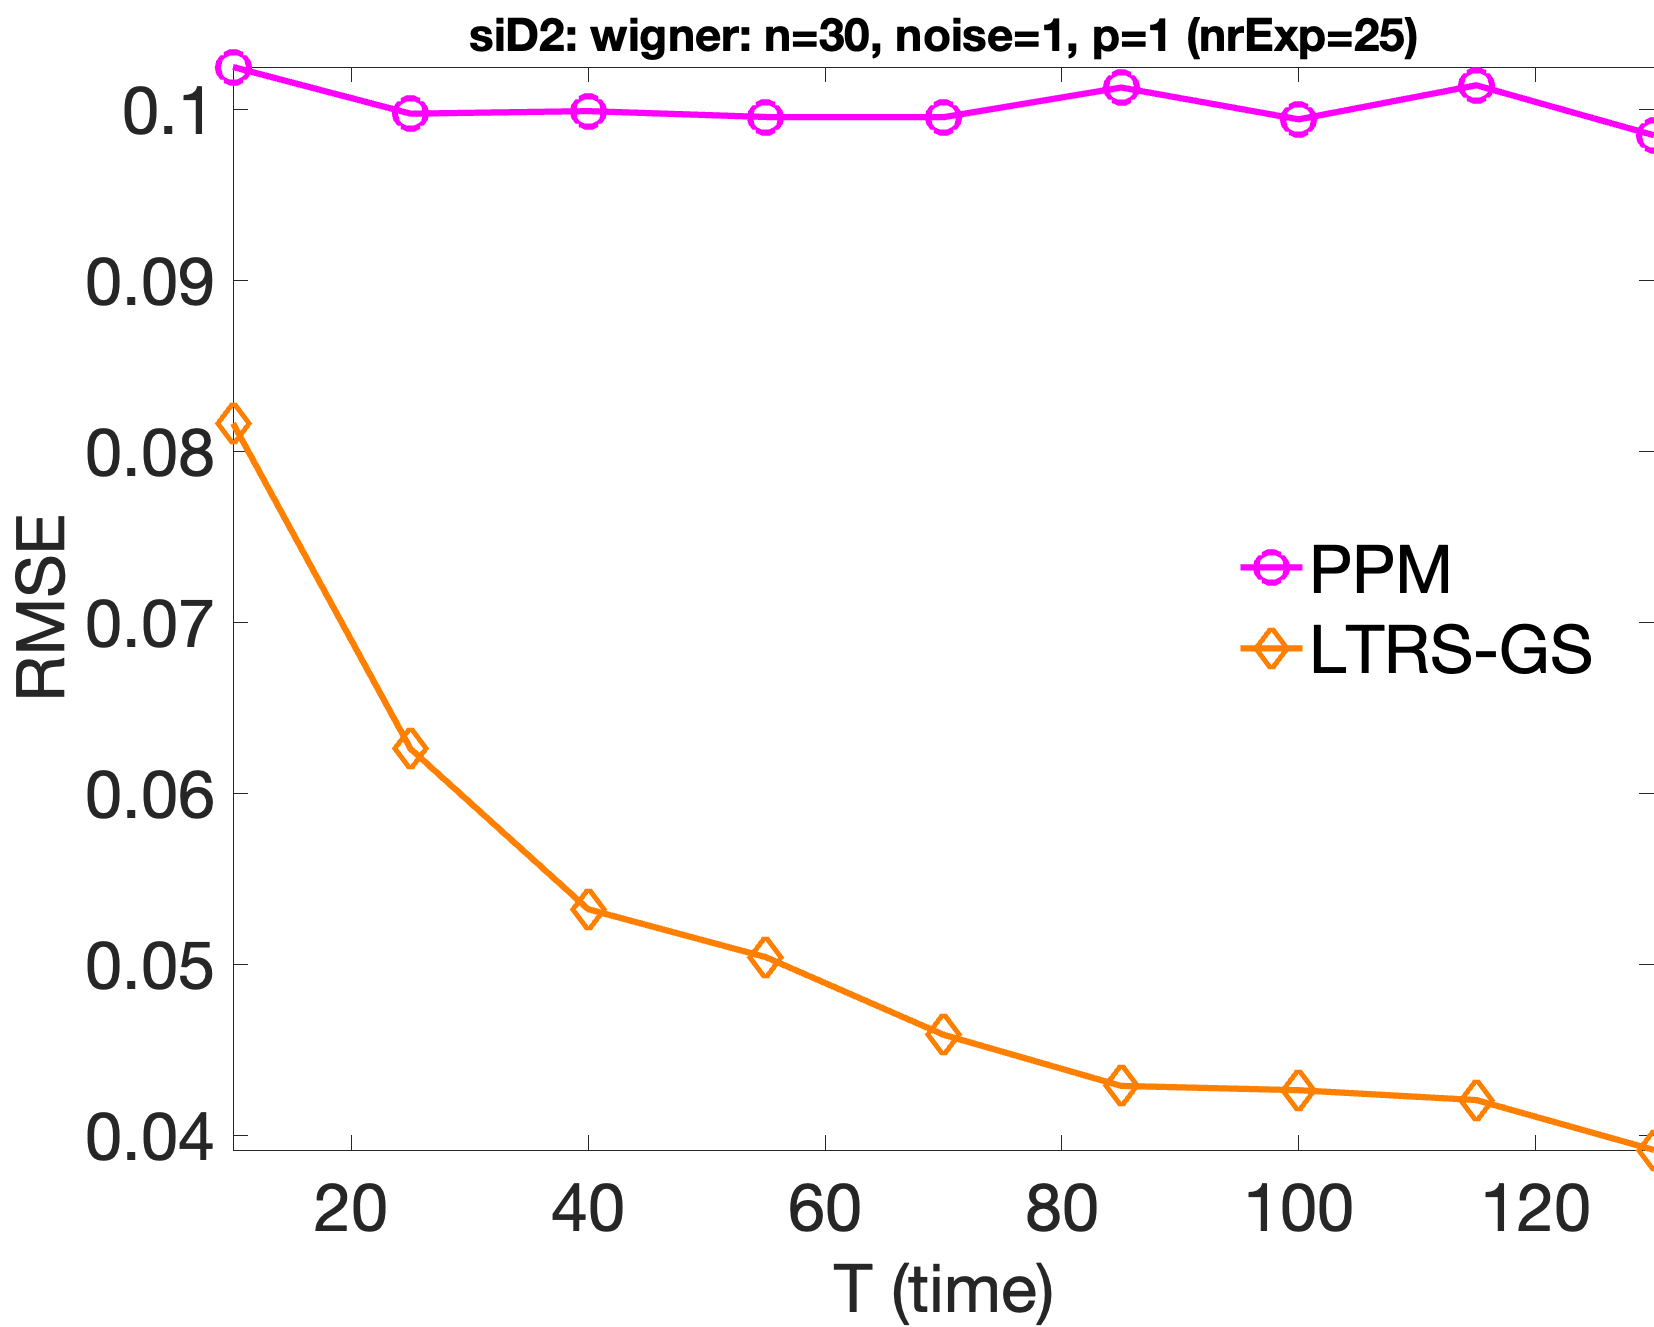 siD2: wigner: n=30, noise=1, p=1 (nrExp=25)
0.1
0.09
0.08
0.07
0.06
0.05
0.04
RMSE
PPM
LTRS-GS
20 40 60 80 100 120
T (time)